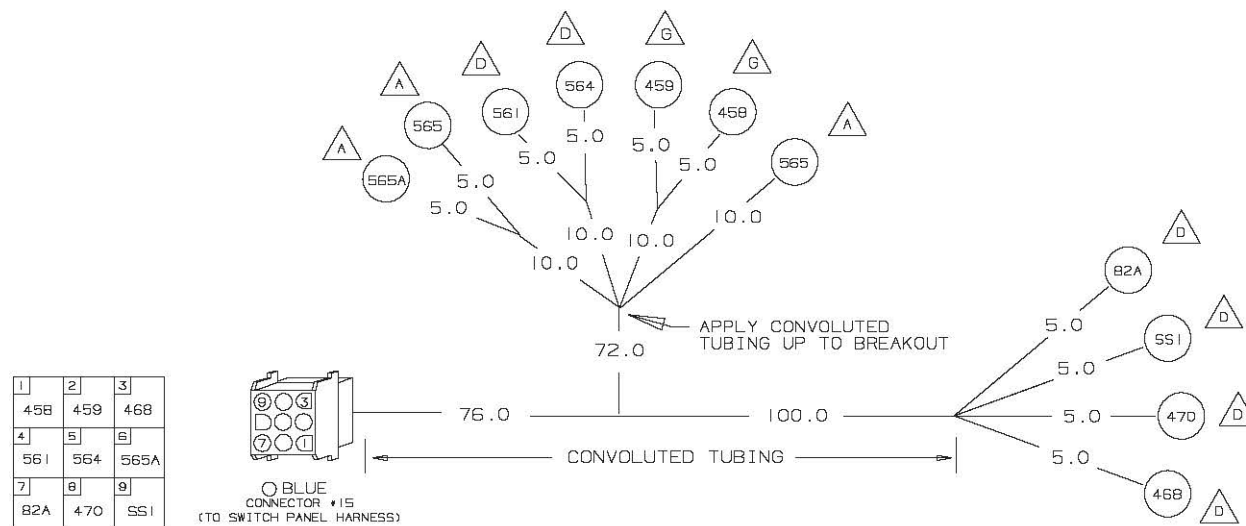 D
G
D
G
A
564
459
561
458
A
565
A
565
565A
5.0
5.0
5.0
5.0
5.0
5.0
10.0
10.0
10.0
10.0
D
82A
D
5.0
SS1
APPLY CONVOLUTED
TUBING UP TO BREAKOUT
72.0
5.0
76.0
100.0
5.0
470
D
5.0
CONVOLUTED TUBING
468
D
9
3
7
1
BLUE
CONNECTOR #15
(TO SWITCH PANEL HARNESS)
1 2 3
458 459 468
4 5 6
561 564 565A
7 8 9
82A 470 SS1